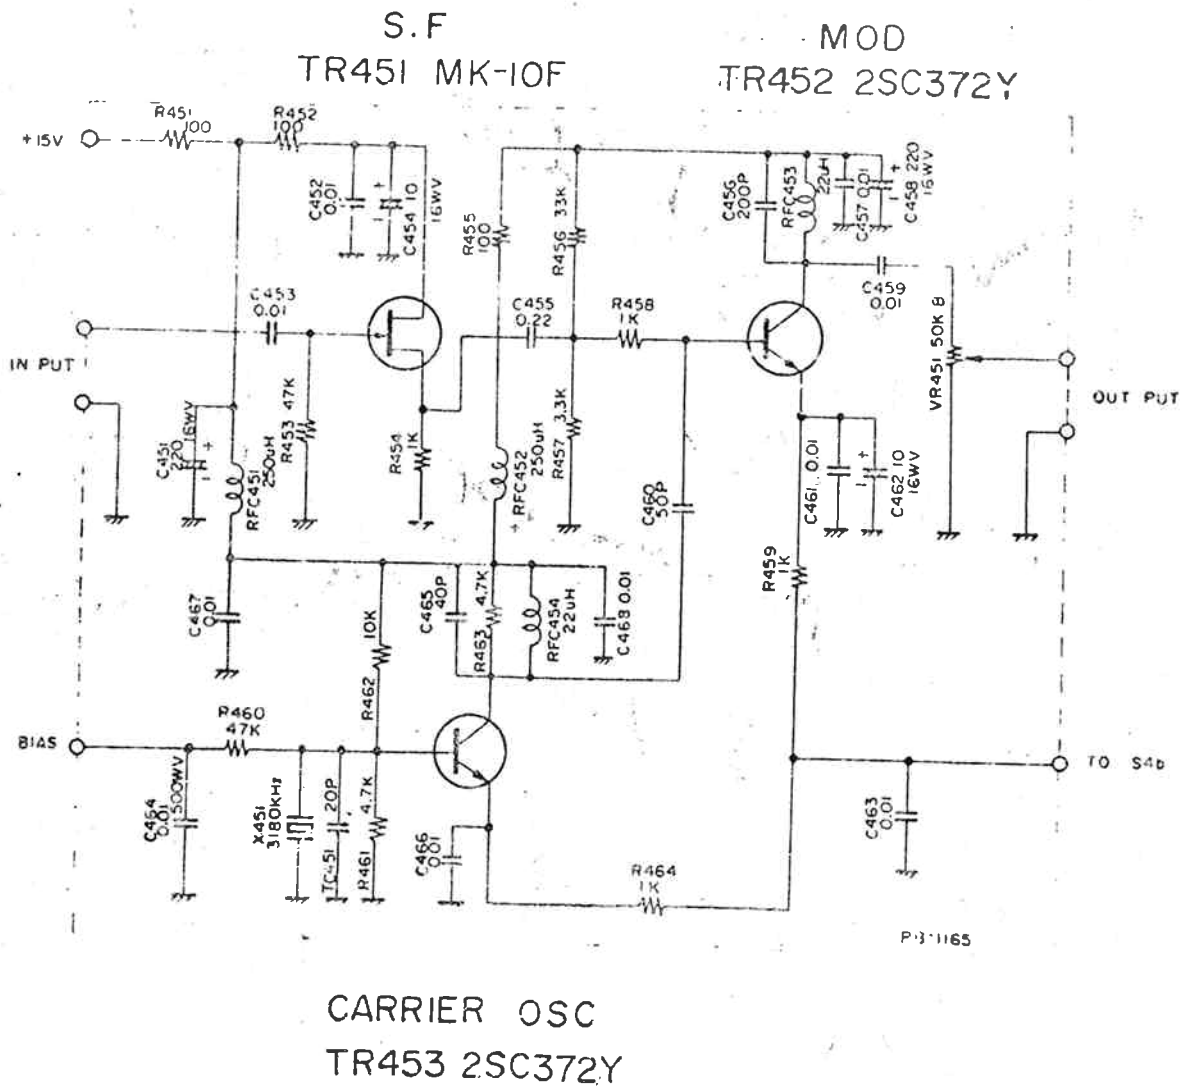 S.F
TR451 MK-10F
MOD
TR452 2SC372Y
+15V
R451
100
R452
100
C452
0.01
C454 10
16WV
R455
100
R456 33K
C456
200P
RFC453
22uH
C457 0.01
C458 220
16WV
C459
0.01
C453
0.01
C455
0.22
R458
1K
VR451 50K B
IN PUT
OUT PUT
C451
220
16WV
RFC451
250uH
R453 47K
R454
1K
RFC452
250uH
R457 3.3K
C460
50P
C461 0.01
C462 10
16WV
R459
1K
C467
0.01
10K
R462
C465
40P
4.7K
R463
RFC454
22uH
0.01
BIAS
R460
47K
C464
0.01
500WV
X451
3180KHz
TC451 20P
R461 4.7K
C466
0.01
R464
1K
C463
0.01
TO S4b
CARRIER OSC
TR453 2SC372Y